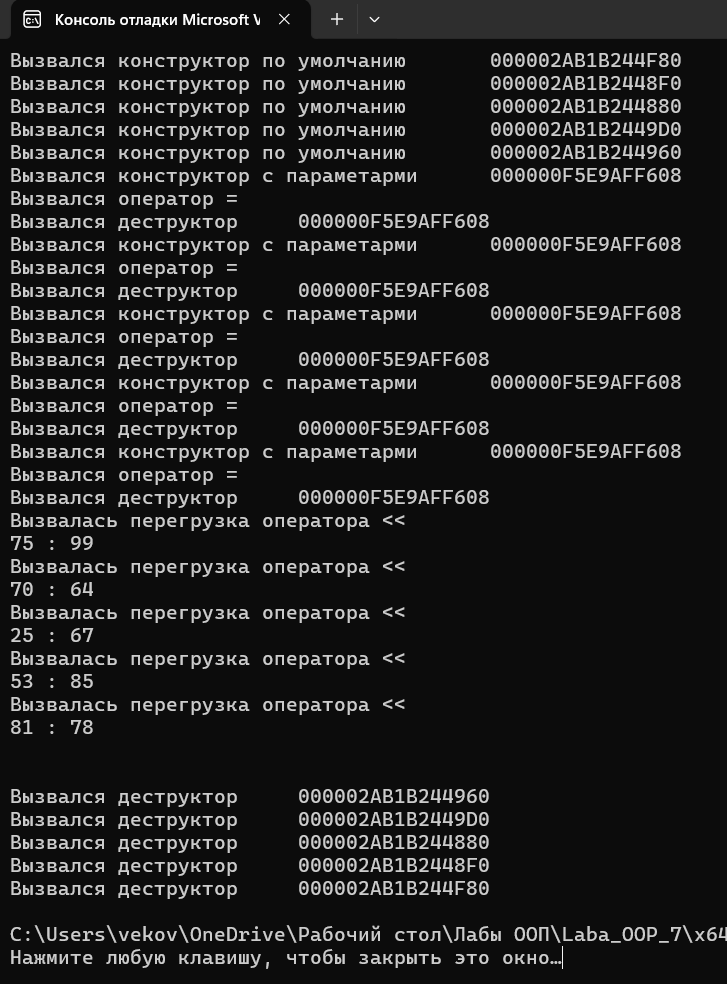 Консоль отладки Microsoft V
Вызвался конструктор по умолчанию 000002AB1B244F80
Вызвался конструктор по умолчанию 000002AB1B2448F0
Вызвался конструктор по умолчанию 000002AB1B244880
Вызвался конструктор по умолчанию 000002AB1B2449D0
Вызвался конструктор по умолчанию 000002AB1B244960
Вызвался конструктор с параметарми 000000F5E9AFF608
Вызвался оператор =
Вызвался деструктор 000000F5E9AFF608
Вызвался конструктор с параметарми 000000F5E9AFF608
Вызвался оператор =
Вызвался деструктор 000000F5E9AFF608
Вызвался конструктор с параметарми 000000F5E9AFF608
Вызвался оператор =
Вызвался деструктор 000000F5E9AFF608
Вызвался конструктор с параметарми 000000F5E9AFF608
Вызвался оператор =
Вызвался деструктор 000000F5E9AFF608
Вызвался конструктор с параметарми 000000F5E9AFF608
Вызвался оператор =
Вызвался деструктор 000000F5E9AFF608
Вызвалась перегрузка оператора <<
75 : 99
Вызвалась перегрузка оператора <<
70 : 64
Вызвалась перегрузка оператора <<
25 : 67
Вызвалась перегрузка оператора <<
53 : 85
Вызвалась перегрузка оператора <<
81 : 78
Вызвался деструктор 000002AB1B244960
Вызвался деструктор 000002AB1B2449D0
Вызвался деструктор 000002AB1B244880
Вызвался деструктор 000002AB1B2448F0
Вызвался деструктор 000002AB1B244F80
C:\Users\vekov\OneDrive\Рабочий стол\Лабы ООП\Laba_OOP_7\x64
Нажмите любую клавишу, чтобы закрыть это окно…